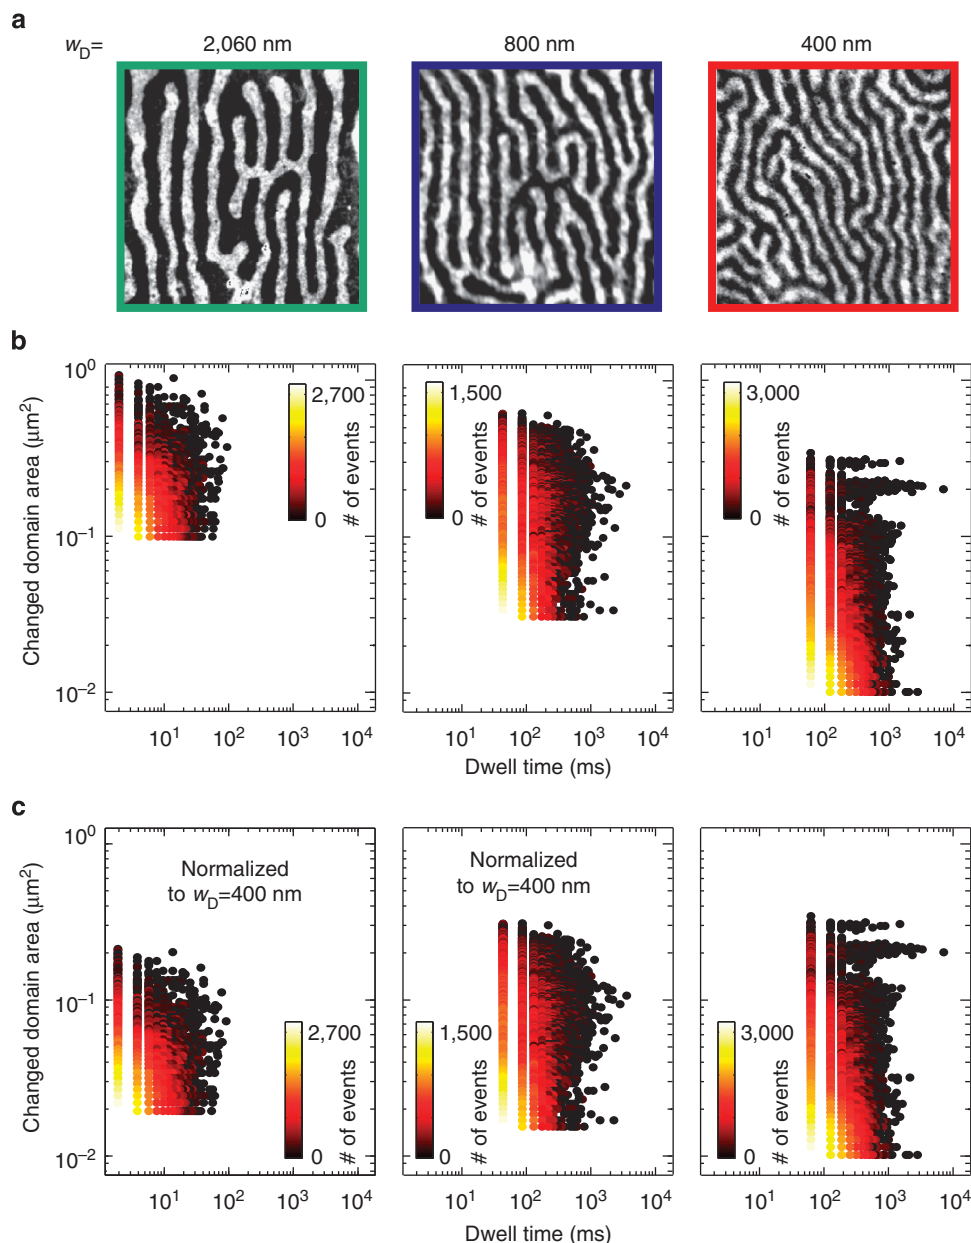 a
w_D= 2,060 nm 800 nm 400 nm
b
10^0
10^−1
10^−2
Changed domain area (μm^2)
2,700
0
# of events
1,500
0
# of events
3,000
0
# of events
10^1 10^2 10^3 10^4
10^1 10^2 10^3 10^4
10^1 10^2 10^3 10^4
Dwell time (ms)
c
10^0
10^−1
10^−2
Changed domain area (μm^2)
Normalized
to w_D=400 nm
2,700
0
# of events
Normalized
to w_D=400 nm
1,500
0
# of events
3,000
0
# of events
10^1 10^2 10^3 10^4
10^1 10^2 10^3 10^4
10^1 10^2 10^3 10^4
Dwell time (ms)